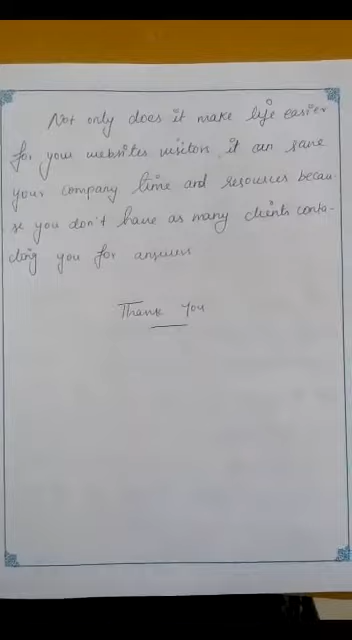 Not only does it make life easier
for your websites visitors it can save
your company time and resources becau-
se you don't have as many clients conta-
cting you for answers
Thank You